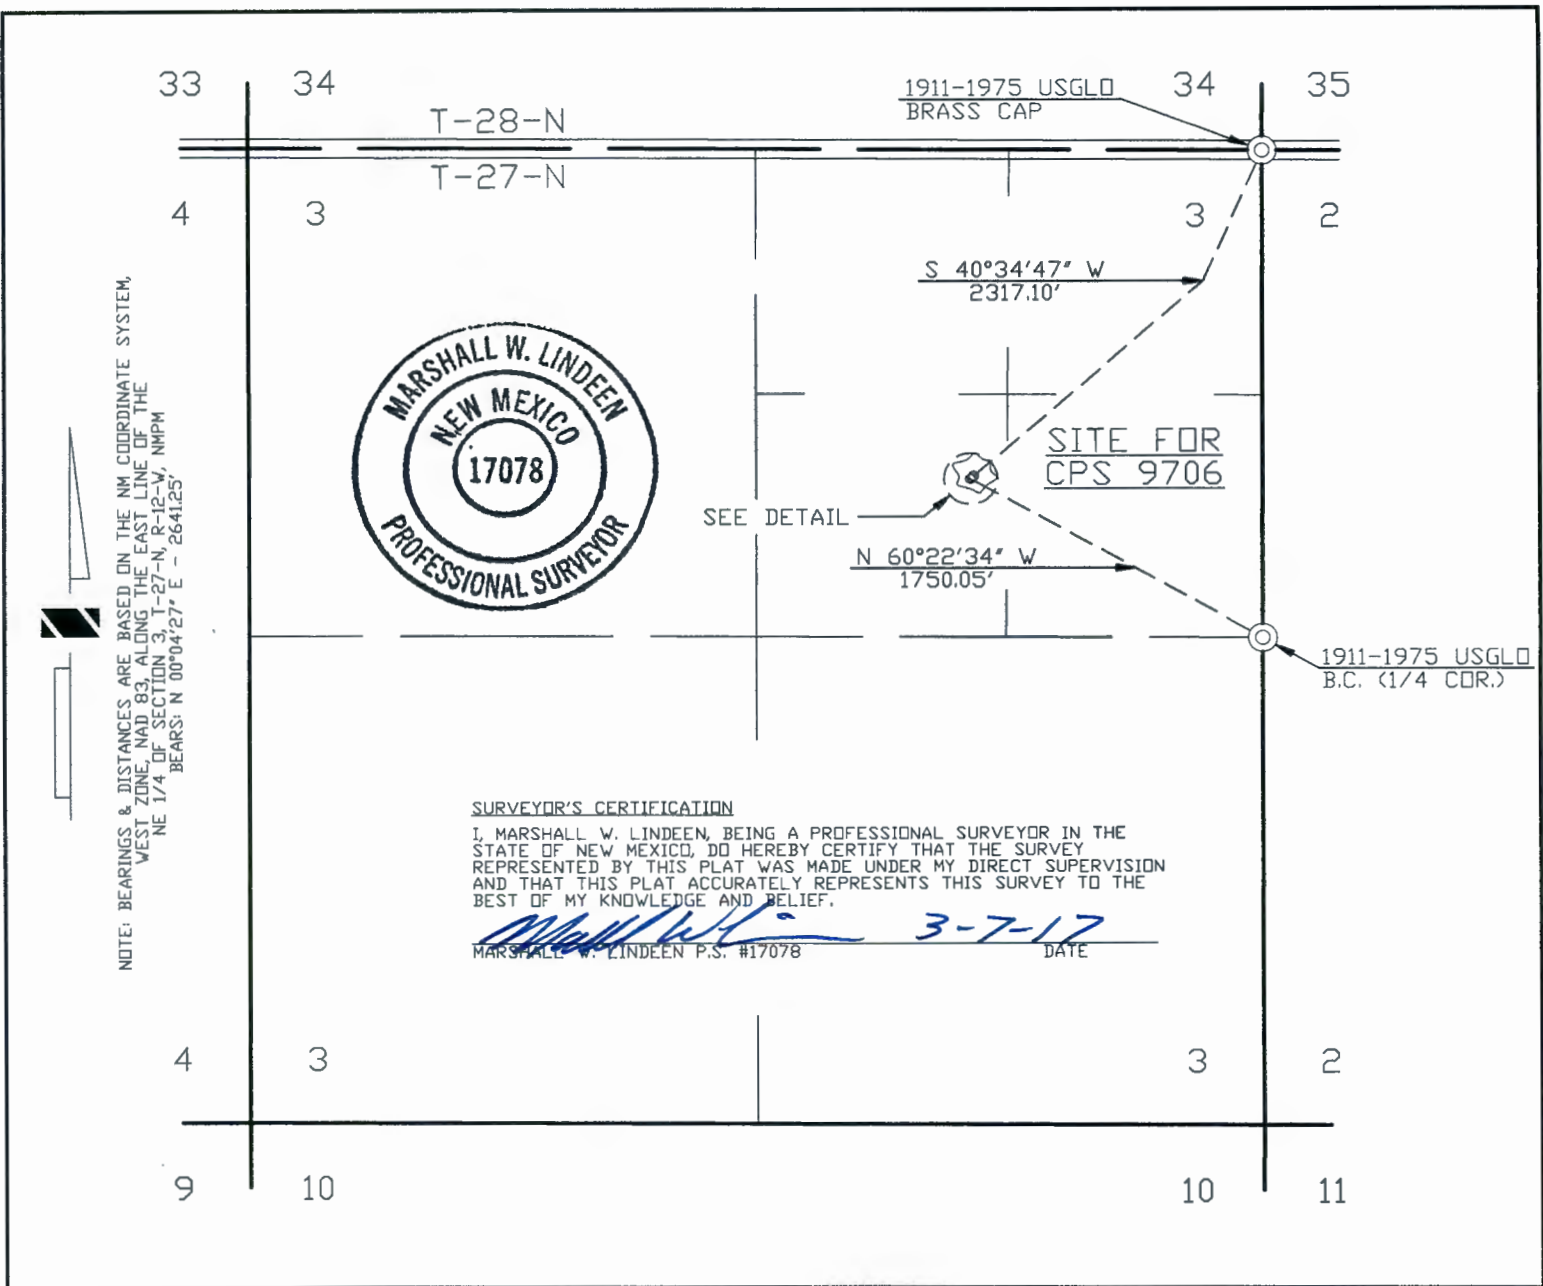 33 34
34 35
1911-1975 USGLO
BRASS CAP
T-28-N
T-27-N
4 3
3 2
S 40°34'47" W
2317.10'
SITE FOR
CPS 9706
SEE DETAIL
N 60°22'34" W
1750.05'
1911-1975 USGLO
B.C. (1/4 COR.)
MARSHALL W. LINDEEN
NEW MEXICO
17078
PROFESSIONAL SURVEYOR
NOTE: BEARINGS & DISTANCES ARE BASED ON THE NM COORDINATE SYSTEM,
WEST ZONE, NAD 83, ALONG THE EAST LINE OF THE
NE 1/4 OF SECTION 3, T-27-N, R-12-W, NMPM
BEARS: N 00°04'27" E - 2641.25'
SURVEYOR'S CERTIFICATION
I, MARSHALL W. LINDEEN, BEING A PROFESSIONAL SURVEYOR IN THE
STATE OF NEW MEXICO, DO HEREBY CERTIFY THAT THE SURVEY
REPRESENTED BY THIS PLAT WAS MADE UNDER MY DIRECT SUPERVISION
AND THAT THIS PLAT ACCURATELY REPRESENTS THIS SURVEY TO THE
BEST OF MY KNOWLEDGE AND BELIEF.
3-7-17
MARSHALL W. LINDEEN P.S. #17078 DATE
4 3
3 2
9 10
10 11